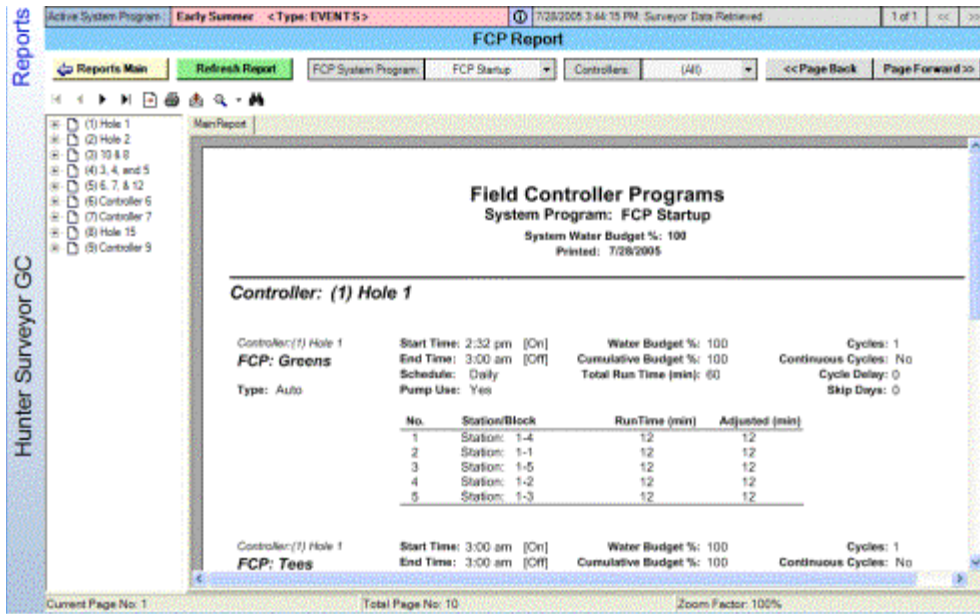 Reports
Hunter Surveyor GC
Active System Program: Early Summer <Type: EVENTS> 7/28/2005 3:44:15 PM: Surveyor Data Retrieved 1 of 1 <<
FCP Report
Reports Main Refresh Report FCP System Program: FCP Startup Controllers: (All) <<Page Back Page Forward >>
(1) Hole 1
(2) Hole 2
(3) 10 & 8
(4) 3, 4, and 5
(5) 6, 7, & 12
(6) Controller 6
(7) Controller 7
(8) Hole 15
(9) Controller 9
Main Report
Field Controller Programs
System Program: FCP Startup
System Water Budget %: 100
Printed: 7/28/2005
Controller: (1) Hole 1
Controller:(1) Hole 1 Start Time: 2:32 pm [On] Water Budget %: 100 Cycles: 1
FCP: Greens End Time: 3:00 am [Off] Cumulative Budget %: 100 Continuous Cycles: No
Schedule: Daily Total Run Time (min): 60 Cycle Delay: 0
Type: Auto Pump Use: Yes Skip Days: 0
No. Station/Block RunTime (min) Adjusted (min)
1 Station: 1-4 12 12
2 Station: 1-1 12 12
3 Station: 1-5 12 12
4 Station: 1-2 12 12
5 Station: 1-3 12 12
Controller:(1) Hole 1 Start Time: 3:00 am [On] Water Budget %: 100 Cycles: 1
FCP: Tees End Time: 3:00 am [Off] Cumulative Budget %: 100 Continuous Cycles: No
Current Page No: 1 Total Page No: 10 Zoom Factor: 100%